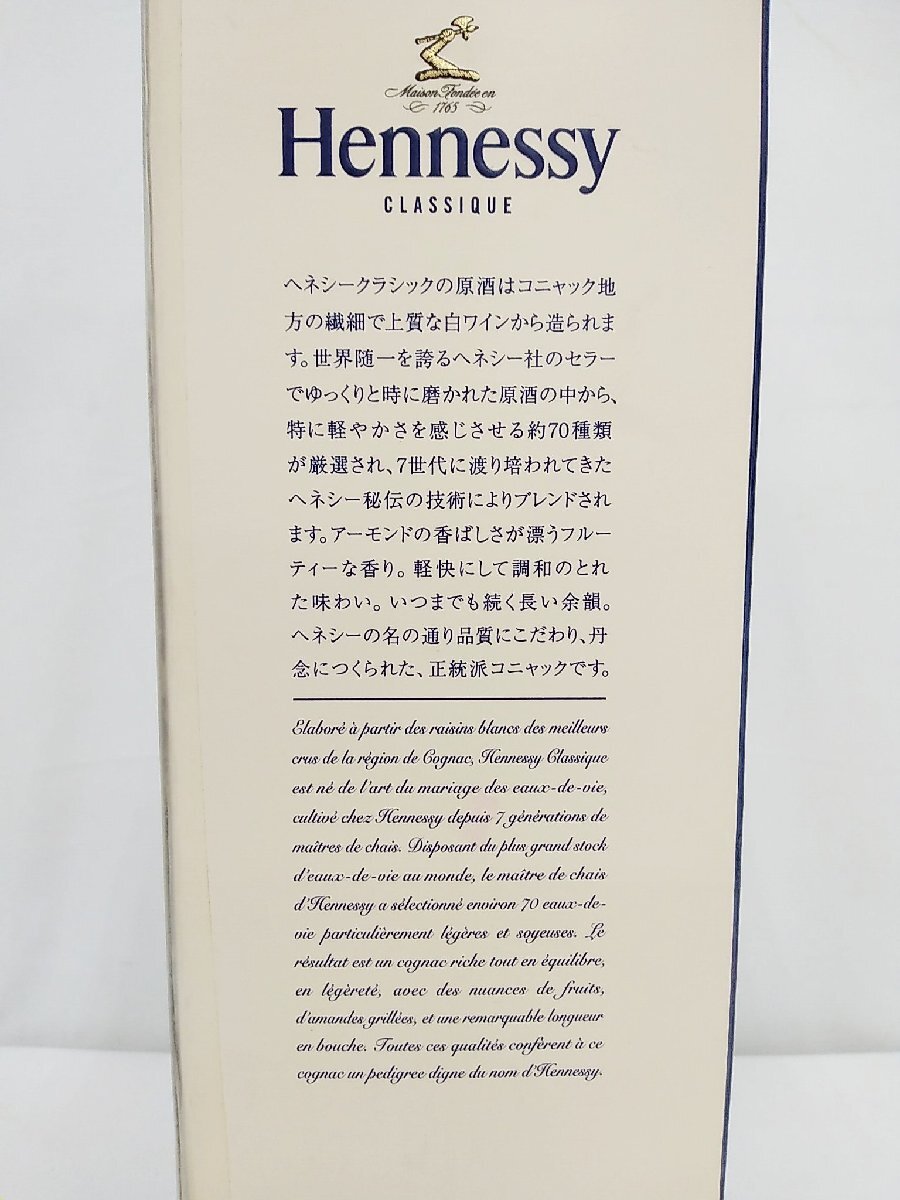 Maison Fondée en
1765
Hennessy
CLASSIQUE
ヘネシークラシックの原酒はコニャック地
方の繊細で上質な白ワインから造られま
す。世界随一を誇るヘネシー社のセラー
でゆっくりと時に磨かれた原酒の中から、
特に軽やかさを感じさせる約70種類
が厳選され、7世代に渡り培われてきた
ヘネシー秘伝の技術によりブレンドされ
ます。アーモンドの香ばしさが漂うフルー
ティーな香り。軽快にして調和のとれ
た味わい。いつまでも続く長い余韻。
ヘネシーの名の通り品質にこだわり、丹
念につくられた、正統派コニャックです。
Elaboré à partir des raisins blancs des meilleurs
crus de la région de Cognac, Hennessy Classique
est né de l'art du mariage des eaux-de-vie,
cultivé chez Hennessy depuis 7 générations de
maîtres de chais. Disposant du plus grand stock
d'eaux-de-vie au monde, le maître de chais
d'Hennessy a sélectionné environ 70 eaux-de-
vie particulièrement légères et soyeuses. Le
résultat est un cognac riche tout en équilibre,
en légèreté, avec des nuances de fruits,
d'amandes grillées, et une remarquable longueur
en bouche. Toutes ces qualités confèrent à ce
cognac un pedigree digne du nom d'Hennessy.